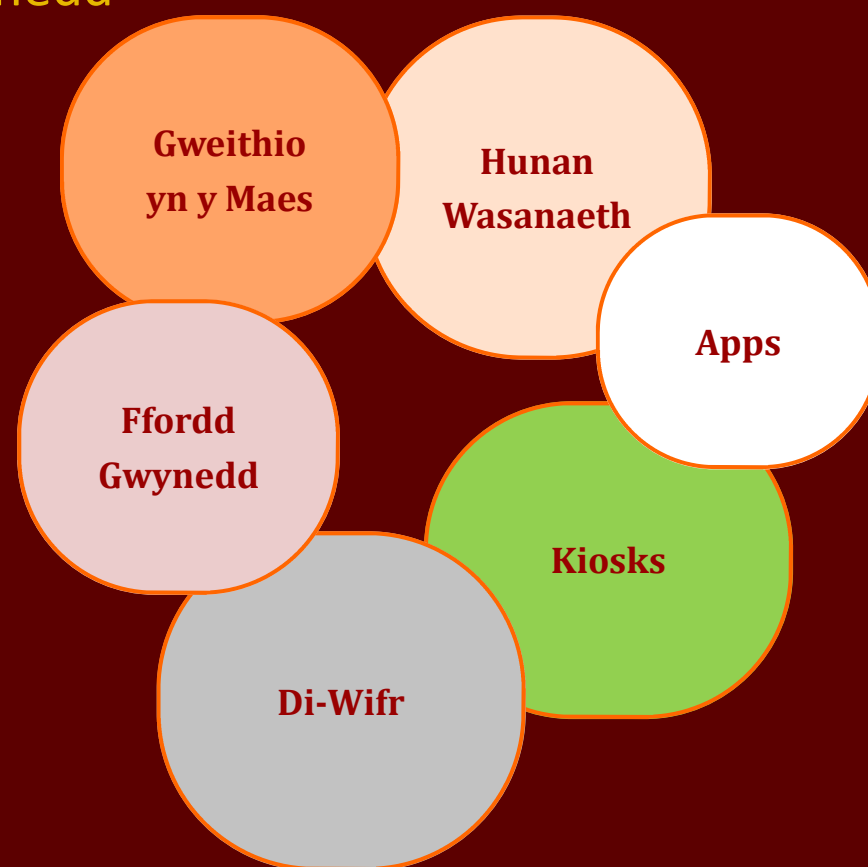 Gweithio
yn y Maes
Hunan
Wasanaeth
Apps
Ffordd
Gwynedd
Kiosks
Di-Wifr